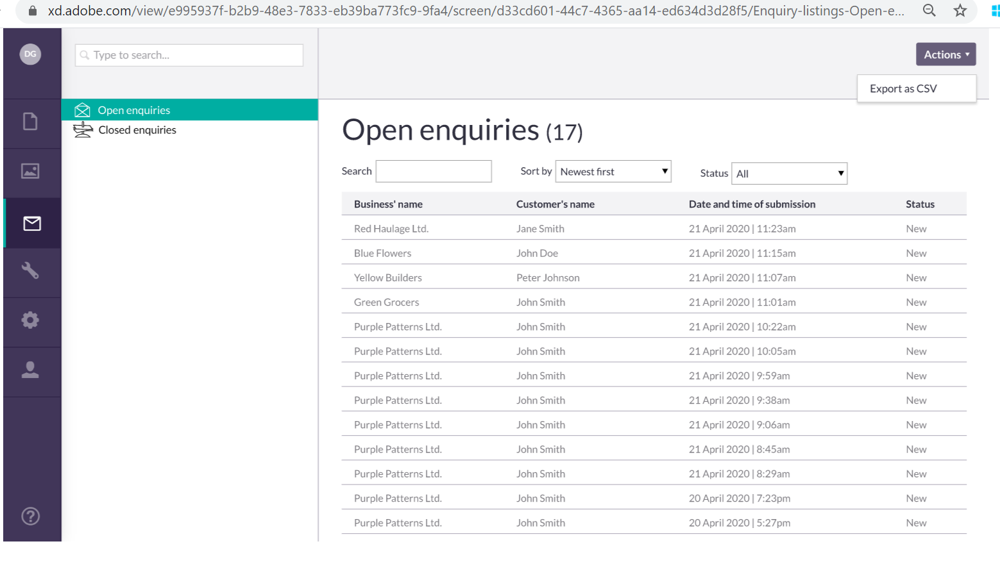 xd.adobe.com/view/e995937f-b2b9-48e3-7833-eb39ba773fc9-9fa4/screen/d33cd601-44c7-4365-aa14-ed634d3d28f5/Enquiry-listings-Open-e...
DG
Type to search...
Actions
Export as CSV
Open enquiries
Closed enquiries
Open enquiries (17)
Search Sort by Newest first Status All
Business' name Customer's name Date and time of submission Status
Red Haulage Ltd. Jane Smith 21 April 2020 | 11:23am New
Blue Flowers John Doe 21 April 2020 | 11:15am New
Yellow Builders Peter Johnson 21 April 2020 | 11:07am New
Green Grocers John Smith 21 April 2020 | 11:01am New
Purple Patterns Ltd. John Smith 21 April 2020 | 10:22am New
Purple Patterns Ltd. John Smith 21 April 2020 | 10:05am New
Purple Patterns Ltd. John Smith 21 April 2020 | 9:59am New
Purple Patterns Ltd. John Smith 21 April 2020 | 9:38am New
Purple Patterns Ltd. John Smith 21 April 2020 | 9:06am New
Purple Patterns Ltd. John Smith 21 April 2020 | 8:45am New
Purple Patterns Ltd. John Smith 21 April 2020 | 8:29am New
Purple Patterns Ltd. John Smith 20 April 2020 | 7:23pm New
Purple Patterns Ltd. John Smith 20 April 2020 | 5:27pm New